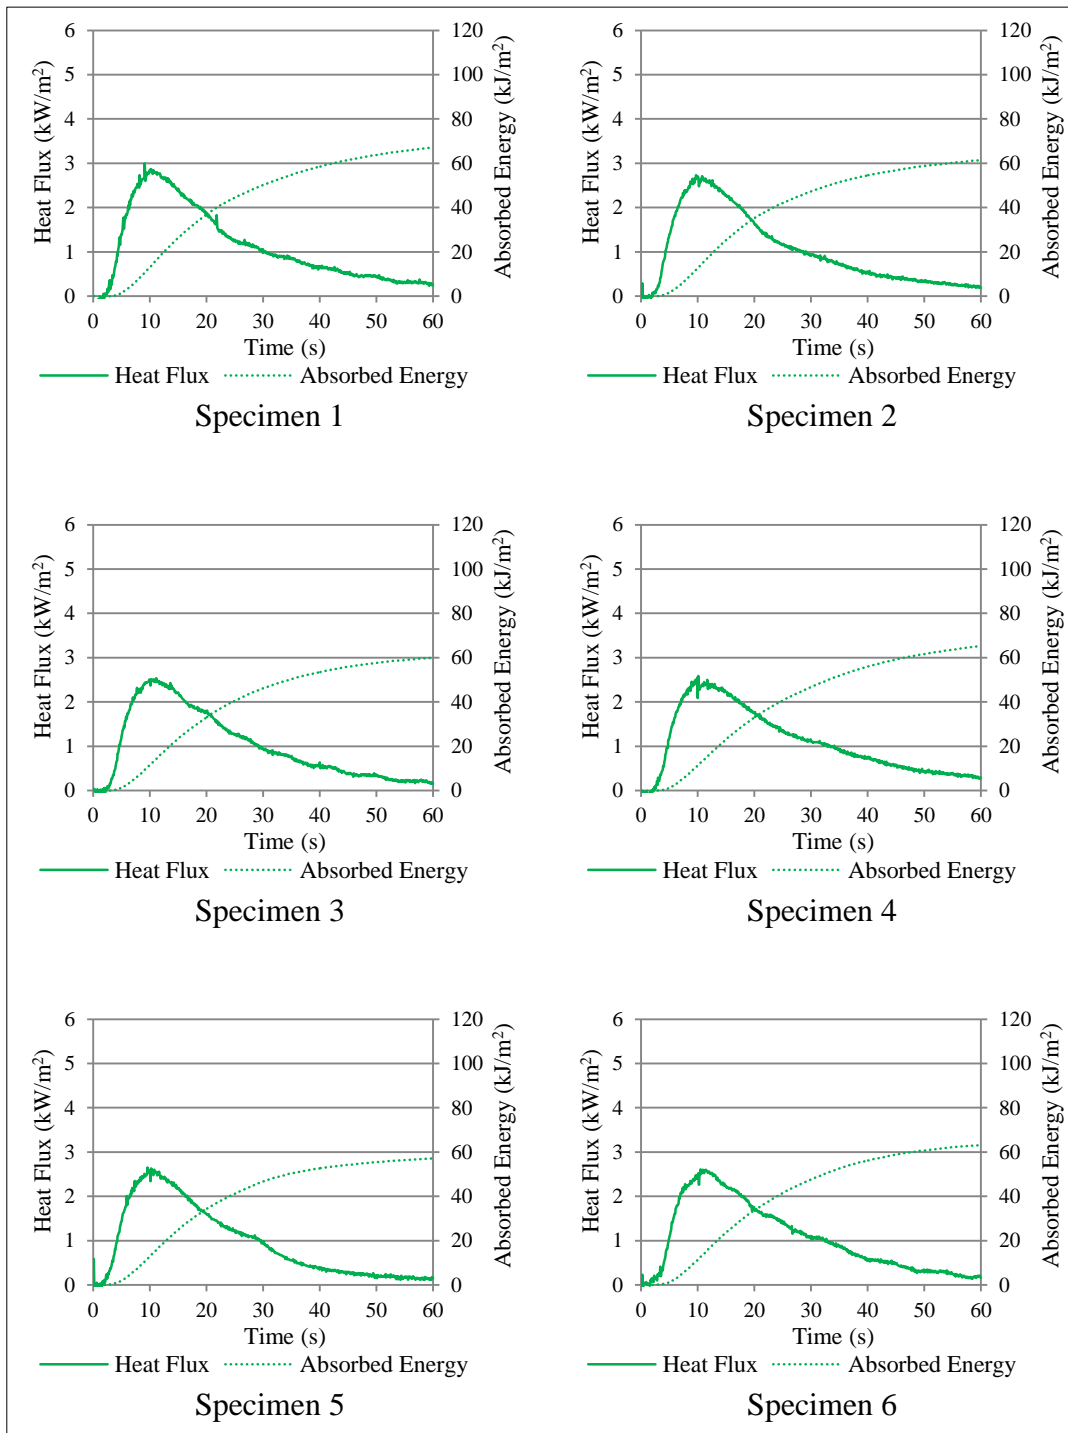 6
5
4
3
2
1
0
Heat Flux (kW/m²)
120
100
80
60
40
20
0
Absorbed Energy (kJ/m²)
0 10 20 30 40 50 60
Time (s)
Heat Flux Absorbed Energy
Specimen 1
6
5
4
3
2
1
0
Heat Flux (kW/m²)
120
100
80
60
40
20
0
Absorbed Energy (kJ/m²)
0 10 20 30 40 50 60
Time (s)
Heat Flux Absorbed Energy
Specimen 2
6
5
4
3
2
1
0
Heat Flux (kW/m²)
120
100
80
60
40
20
0
Absorbed Energy (kJ/m²)
0 10 20 30 40 50 60
Time (s)
Heat Flux Absorbed Energy
Specimen 3
6
5
4
3
2
1
0
Heat Flux (kW/m²)
120
100
80
60
40
20
0
Absorbed Energy (kJ/m²)
0 10 20 30 40 50 60
Time (s)
Heat Flux Absorbed Energy
Specimen 4
6
5
4
3
2
1
0
Heat Flux (kW/m²)
120
100
80
60
40
20
0
Absorbed Energy (kJ/m²)
0 10 20 30 40 50 60
Time (s)
Heat Flux Absorbed Energy
Specimen 5
6
5
4
3
2
1
0
Heat Flux (kW/m²)
120
100
80
60
40
20
0
Absorbed Energy (kJ/m²)
0 10 20 30 40 50 60
Time (s)
Heat Flux Absorbed Energy
Specimen 6